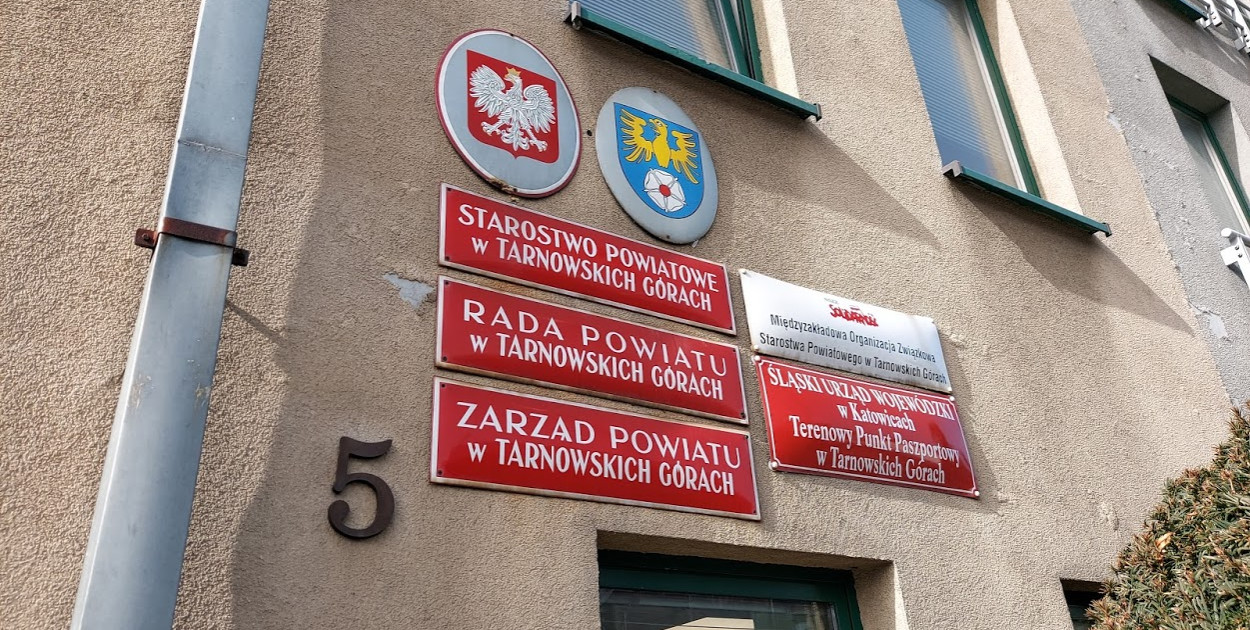 STAROSTWO POWIATOWE
w TARNOWSKICH GÓRACH
RADA POWIATU
w TARNOWSKICH GÓRACH
ZARZĄD POWIATU
w TARNOWSKICH GÓRACH
5
Solidarność
Międzyzakładowa Organizacja Związkowa
Starostwa Powiatowego w Tarnowskich Górach
ŚLĄSKI URZĄD WOJEWÓDZKI
w Katowicach
Terenowy Punkt Paszportowy
w Tarnowskich Górach